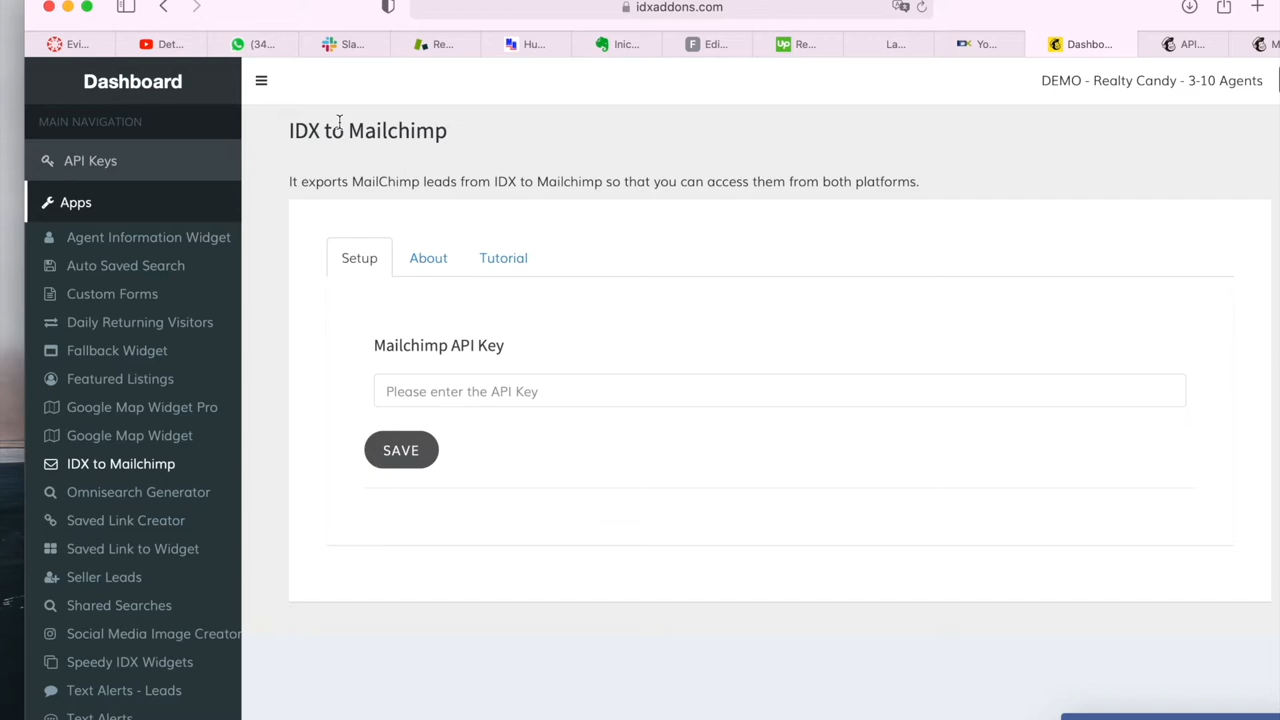 idxaddons.com
Evi...
Det...
(34...
Sla...
Re...
Hu...
Inic...
Edi...
Re...
La...
Yo...
Dashbo...
API...
M
Dashboard
DEMO - Realty Candy - 3-10 Agents
MAIN NAVIGATION
API Keys
Apps
Agent Information Widget
Auto Saved Search
Custom Forms
Daily Returning Visitors
Fallback Widget
Featured Listings
Google Map Widget Pro
Google Map Widget
IDX to Mailchimp
Omnisearch Generator
Saved Link Creator
Saved Link to Widget
Seller Leads
Shared Searches
Social Media Image Creator
Speedy IDX Widgets
Text Alerts - Leads
Text Alerts
IDX to Mailchimp
It exports MailChimp leads from IDX to Mailchimp so that you can access them from both platforms.
Setup
About
Tutorial
Mailchimp API Key
Please enter the API Key
SAVE